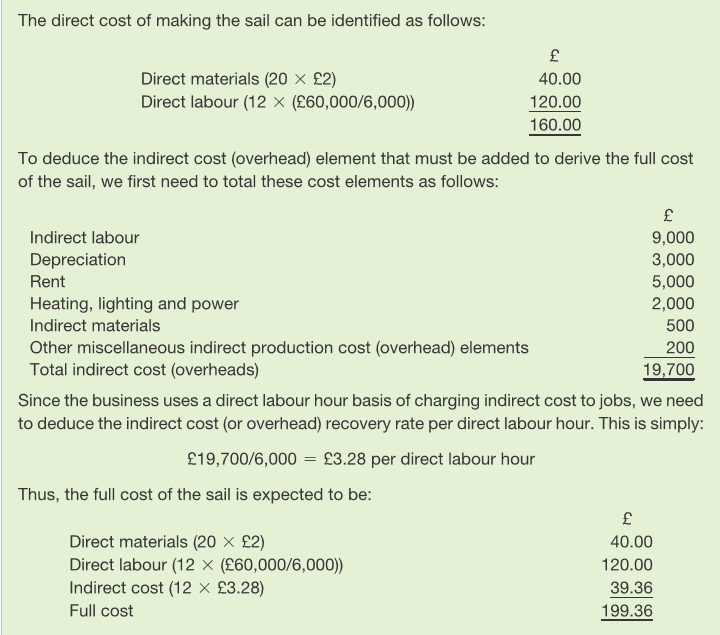 The direct cost of making the sail can be identified as follows:
£
Direct materials (20 × £2) 40.00
Direct labour (12 × (£60,000/6,000)) 120.00
160.00
To deduce the indirect cost (overhead) element that must be added to derive the full cost
of the sail, we first need to total these cost elements as follows:
£
Indirect labour 9,000
Depreciation 3,000
Rent 5,000
Heating, lighting and power 2,000
Indirect materials 500
Other miscellaneous indirect production cost (overhead) elements 200
Total indirect cost (overheads) 19,700
Since the business uses a direct labour hour basis of charging indirect cost to jobs, we need
to deduce the indirect cost (or overhead) recovery rate per direct labour hour. This is simply:
£19,700/6,000 = £3.28 per direct labour hour
Thus, the full cost of the sail is expected to be:
£
Direct materials (20 × £2) 40.00
Direct labour (12 × (£60,000/6,000)) 120.00
Indirect cost (12 × £3.28) 39.36
Full cost 199.36